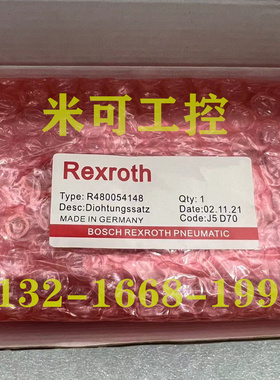 米可工控
Rexroth
Type: R480054148 Qty: 1
Desc:Diohtungssatz Date:02.11.21
MADE IN GERMANY Code:J5 D70
BOSCH REXROTH PNEUMATIC
132-1668-199